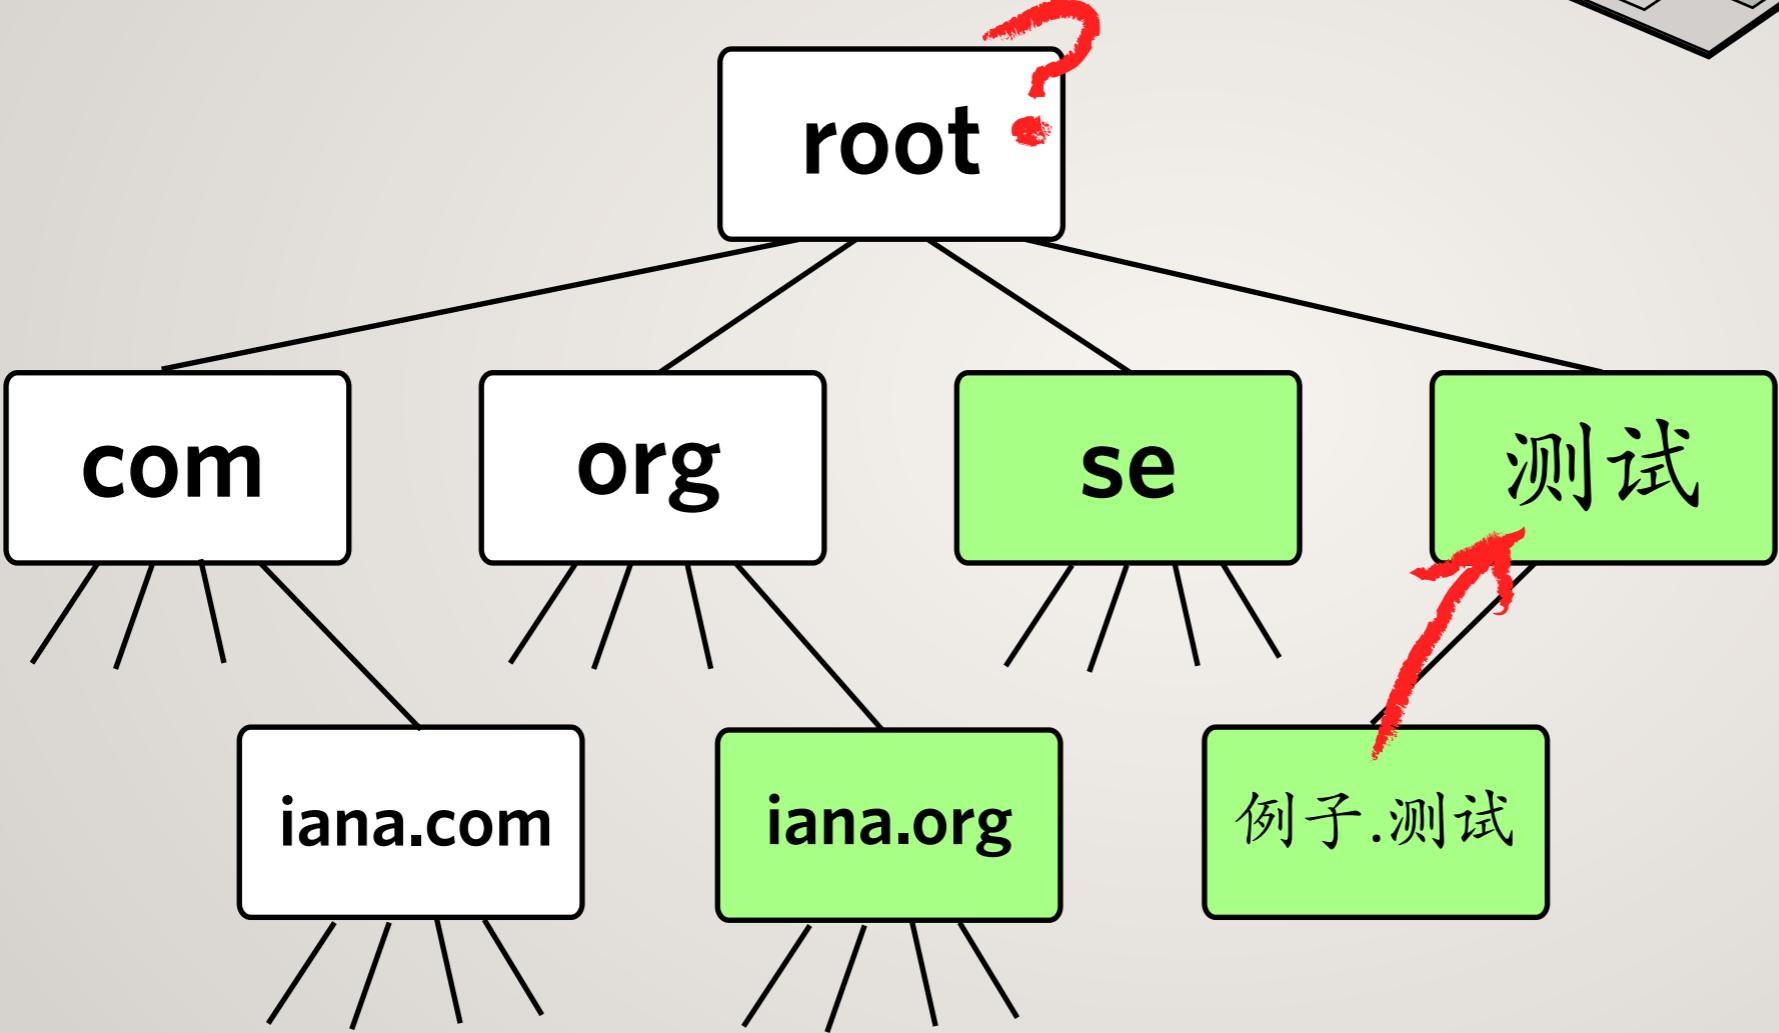 root ?
com
org
se
测试
iana.com
iana.org
例子.测试